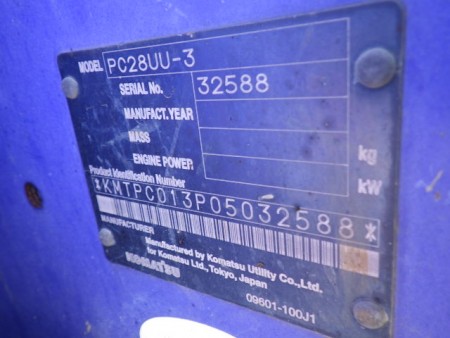 MODEL PC28UU-3
SERIAL No. 32588
MANUFACT.YEAR
MASS kg
ENGINE POWER kW
Product Identification Number
*KMTPC013P05032588*
MANUFACTURER
Manufactured by Komatsu Utility Co.,Ltd.
for Komatsu Ltd., Tokyo, Japan
KOMATSU
09601-100J1